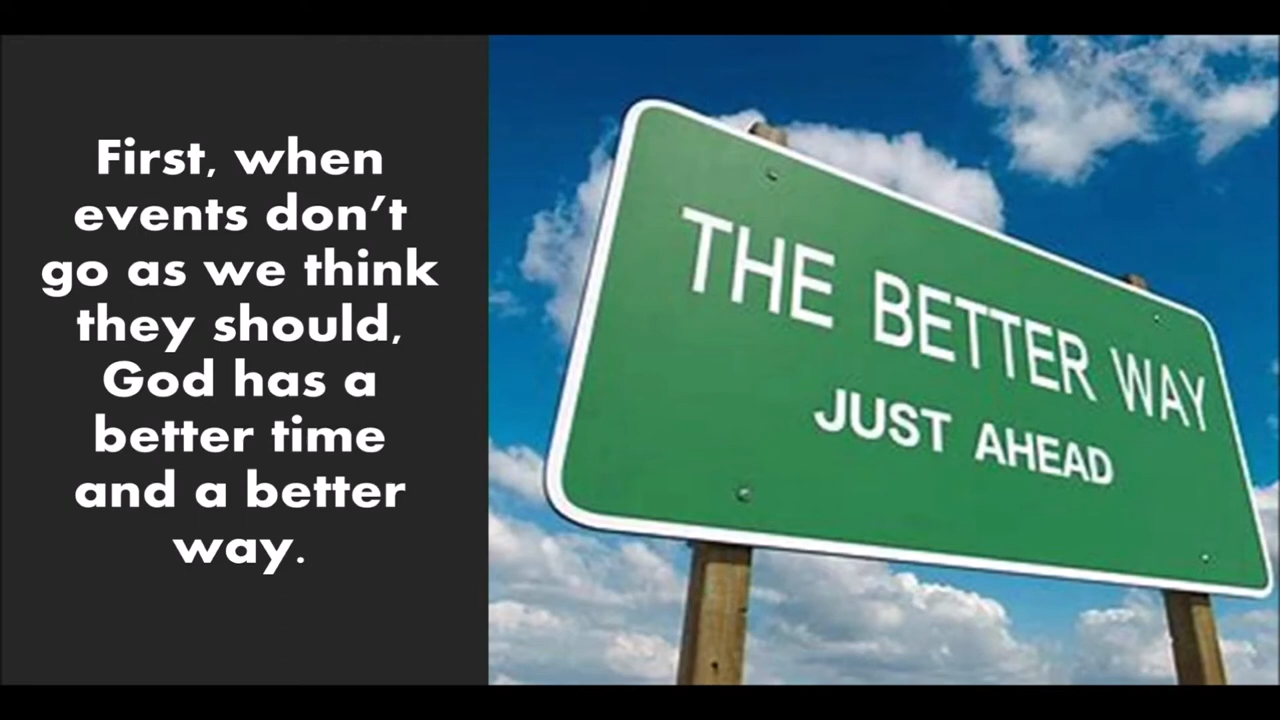 First, when
events don’t
go as we think
they should,
God has a
better time
and a better
way.
THE BETTER WAY
JUST AHEAD